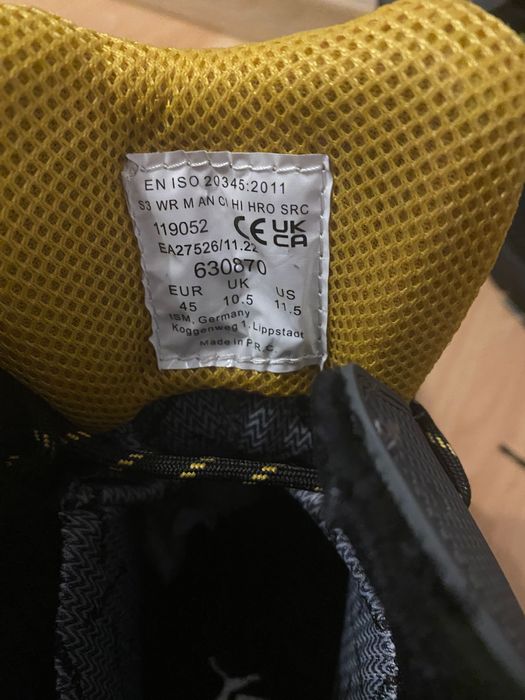 EN ISO 20345:2011
S3 WR M AN CI HI HRO SRC
119052 CE UK CA
EA27526/11.22
630870
EUR UK US
45 10.5 11.5
ISM, Germany
Koggenweg 1, Lippstadt
Made in P.R.C.